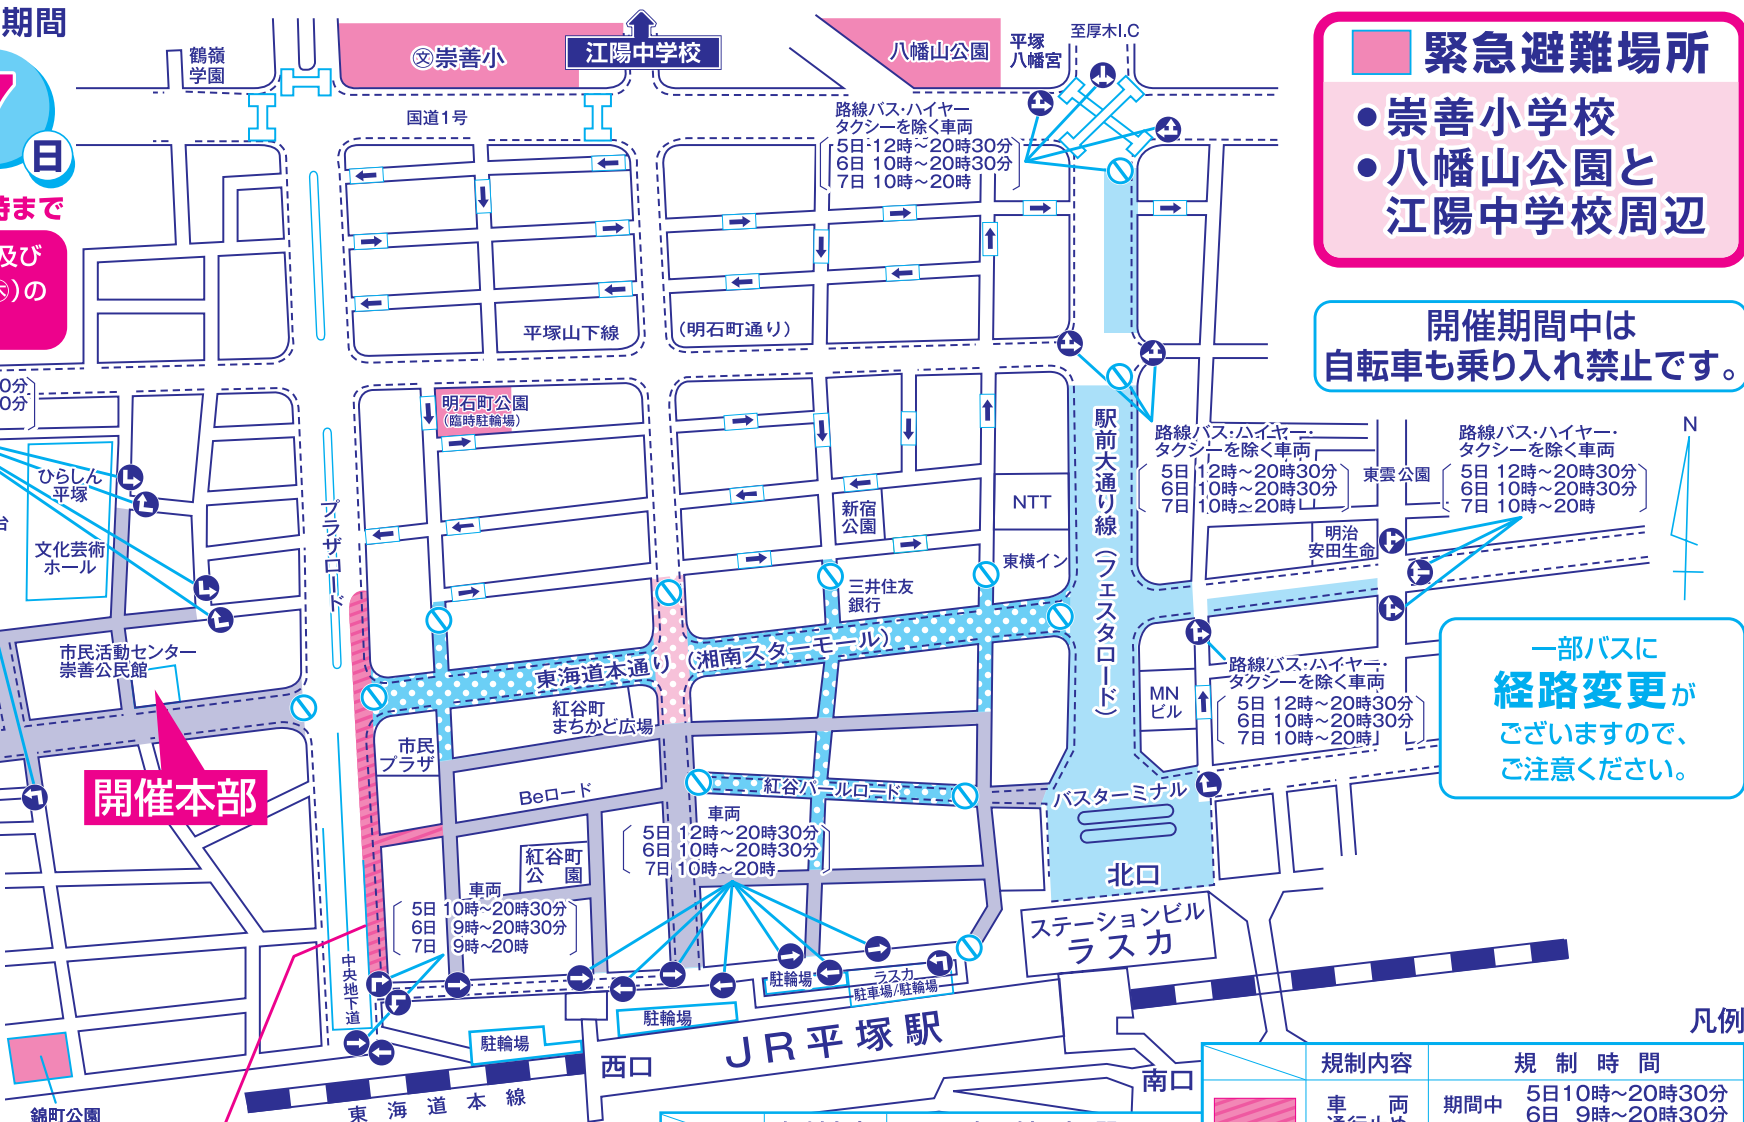 期間
7
日
時まで
及び
㊍)の
鶴嶺
学園
文崇善小
江陽中学校
八幡山公園
平塚
八幡宮
至厚木I.C
国道1号
路線バス・ハイヤー
タクシーを除く車両
5日 12時〜20時30分
6日 10時〜20時30分
7日 10時〜20時
緊急避難場所
●崇善小学校
●八幡山公園と
江陽中学校周辺
開催期間中は
自転車も乗り入れ禁止です。
平塚山下線
(明石町通り)
0分
0分
明石町公園
(臨時駐輪場)
ひらしん
平塚
文化芸術
ホール
台
プラザロード
新宿
公園
NTT
東横イン
三井住友
銀行
駅前大通り線(フェスタロード)
路線バス・ハイヤー・
タクシーを除く車両
5日 12時〜20時30分
6日 10時〜20時30分
7日 10時〜20時
東雲公園
路線バス・ハイヤー・
タクシーを除く車両
5日 12時〜20時30分
6日 10時〜20時30分
7日 10時〜20時
N
明治
安田生命
市民活動センター
崇善公民館
東海道本通り(湘南スターモール)
紅谷町
まちかど広場
市民
プラザ
路線バス・ハイヤー・
タクシーを除く車両
5日 12時〜20時30分
6日 10時〜20時30分
7日 10時〜20時
MN
ビル
一部バスに
経路変更が
ございますので、
ご注意ください。
開催本部
Beロード
紅谷パールロード
バスターミナル
車両
5日 12時〜20時30分
6日 10時〜20時30分
7日 10時〜20時
紅谷町
公園
北口
車両
5日 10時〜20時30分
6日 9時〜20時30分
7日 9時〜20時
ステーションビル
ラスカ
中央地下道
駐輪場
ラスカ
駐車場/駐輪場
駐輪場
駐輪場
JR平塚駅
西口
南口
東海道本線
錦町公園
凡例
規制内容
規制時間
車両
期間中
5日10時〜20時30分
6日 9時〜20時30分